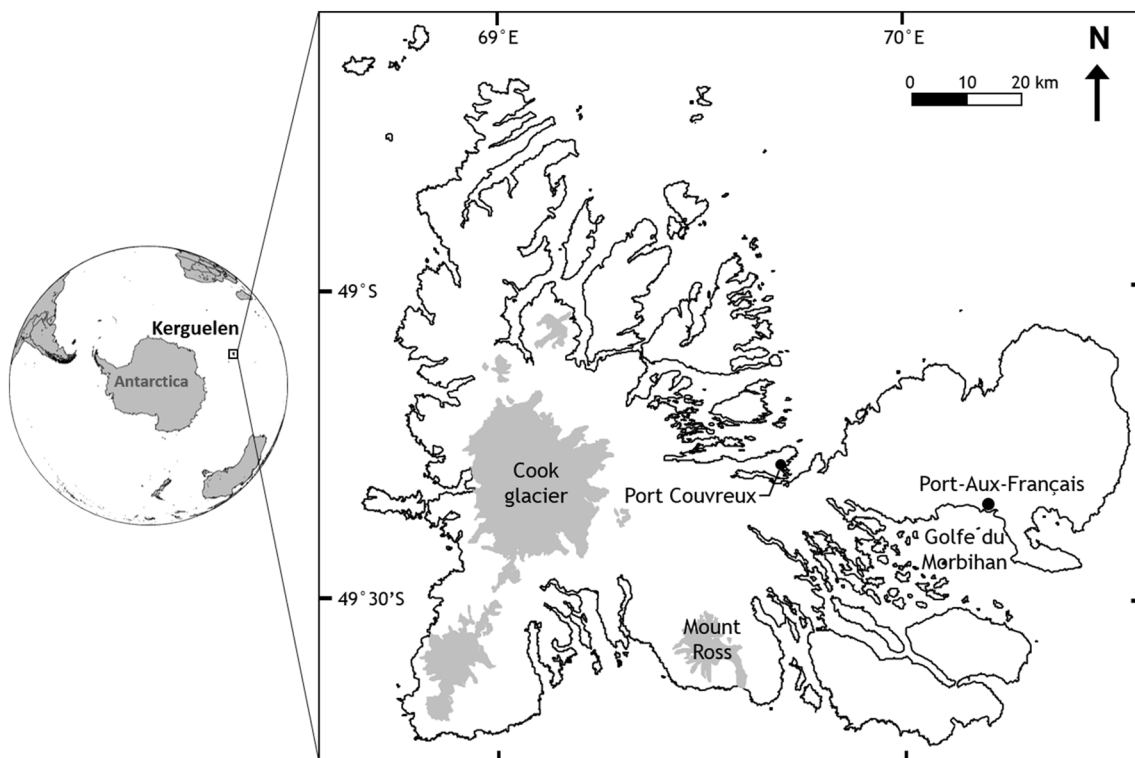 69°E
70°E
N
0 10 20 km
49°S
Kerguelen
Antarctica
Cook
glacier
Port Couvreux
Port-Aux-Français
Golfe du
Morbihan
49°30'S
Mount
Ross